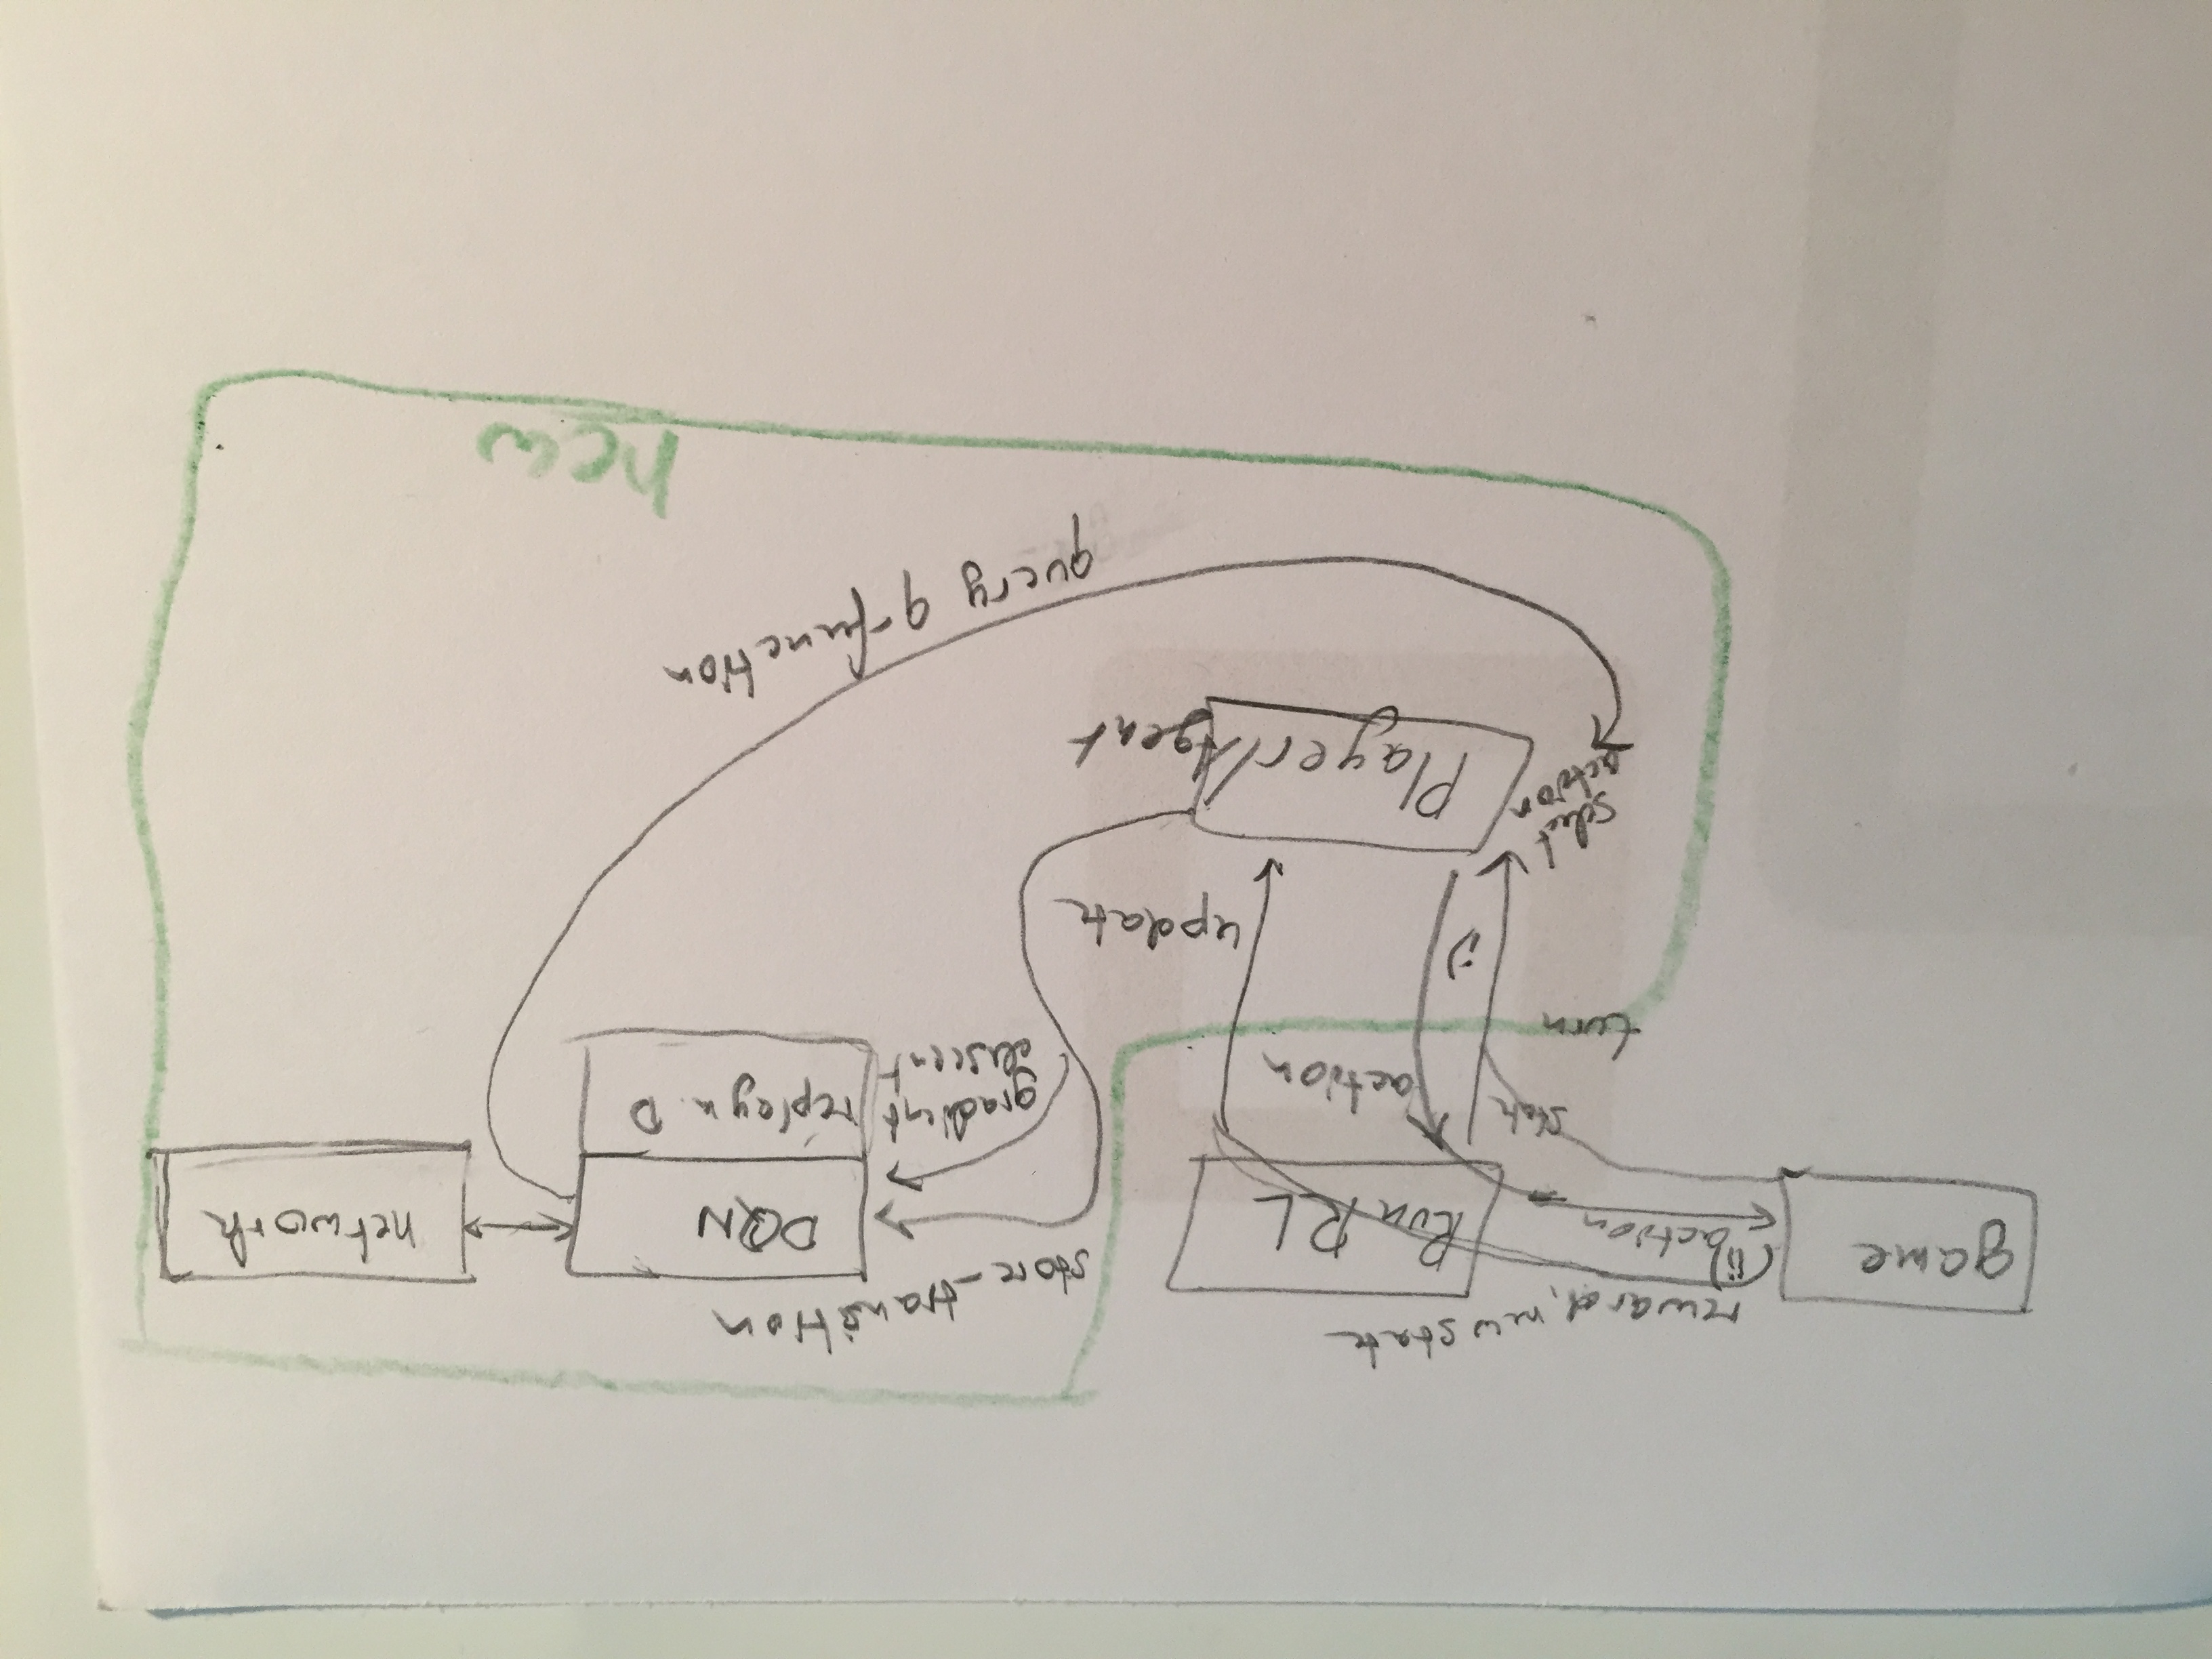 reward, new state
game
ii)
action
Run RL
state
action
turn
i)
update
select
action
Player/Agent
store_transition
DQN
network
gradient
descent
replay m. D
query q-function
new